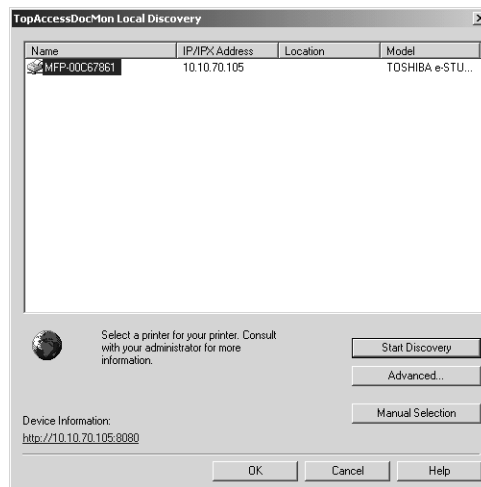 TopAccessDocMon Local Discovery
Name IP/IPX Address Location Model
MFP-00C67861 10.10.70.105 TOSHIBA e-STU...
Select a printer for your printer. Consult
with your administrator for more
information.
Start Discovery
Advanced...
Manual Selection
Device Information:
http://10.10.70.105:8080
OK Cancel Help